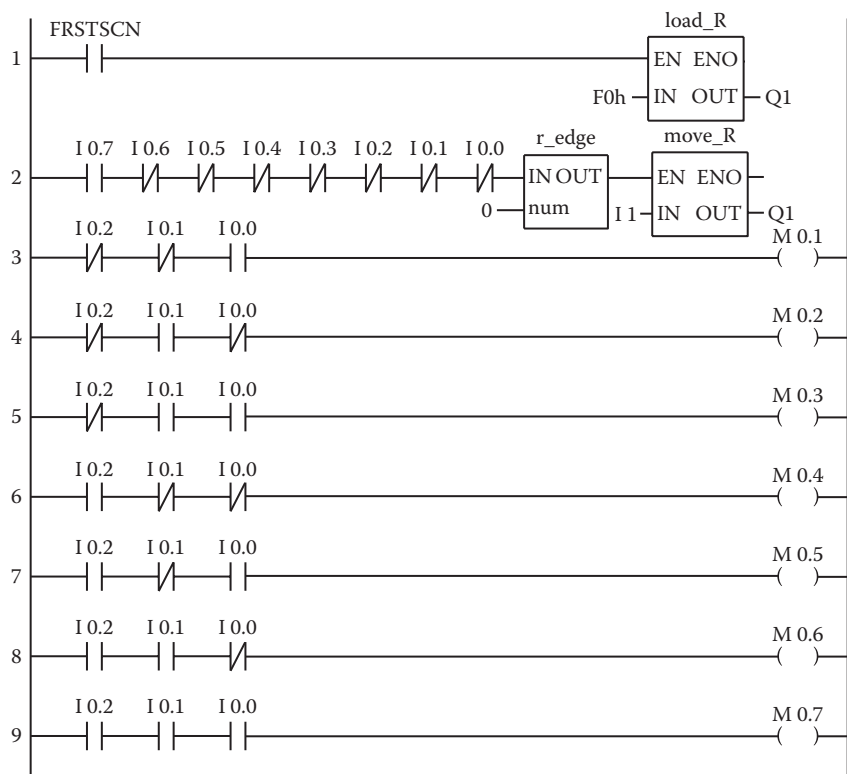 FRSTSCN
load_R
1
EN ENO
F0h IN OUT Q1
I 0.7 I 0.6 I 0.5 I 0.4 I 0.3 I 0.2 I 0.1 I 0.0 r_edge move_R
2
IN OUT EN ENO
0 num I 1 IN OUT Q1
I 0.2 I 0.1 I 0.0 M 0.1
3
I 0.2 I 0.1 I 0.0 M 0.2
4
I 0.2 I 0.1 I 0.0 M 0.3
5
I 0.2 I 0.1 I 0.0 M 0.4
6
I 0.2 I 0.1 I 0.0 M 0.5
7
I 0.2 I 0.1 I 0.0 M 0.6
8
I 0.2 I 0.1 I 0.0 M 0.7
9